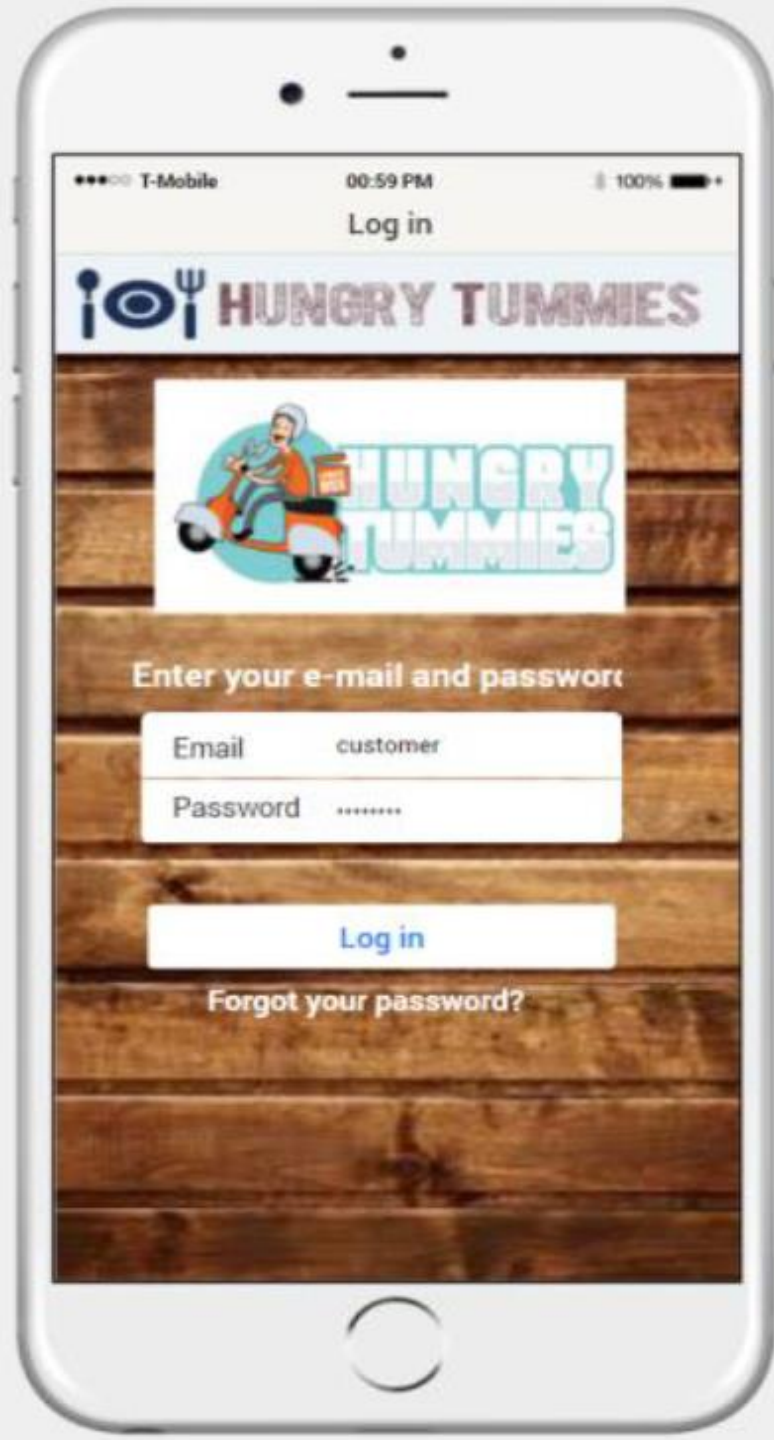 T-Mobile 00:59 PM 100%
Log in
HUNGRY TUMMIES
HUNGRY
TUMMIES
Enter your e-mail and passwor
Email customer
Password ••••••••
Log in
Forgot your password?